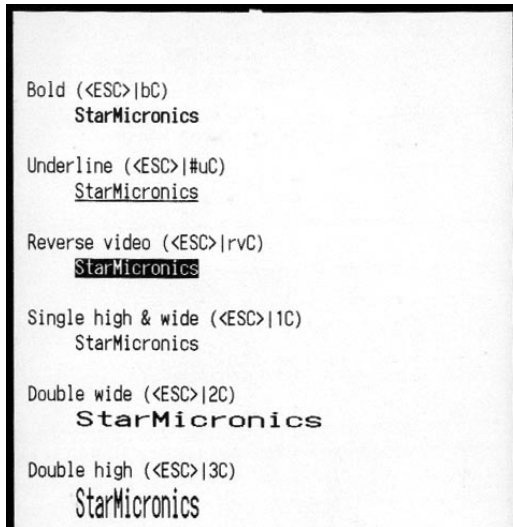 Bold (<ESC>|bC)
StarMicronics
Underline (<ESC>|#uC)
StarMicronics
Reverse video (<ESC>|rvC)
StarMicronics
Single high & wide (<ESC>|1C)
StarMicronics
Double wide (<ESC>|2C)
StarMicronics
Double high (<ESC>|3C)
StarMicronics